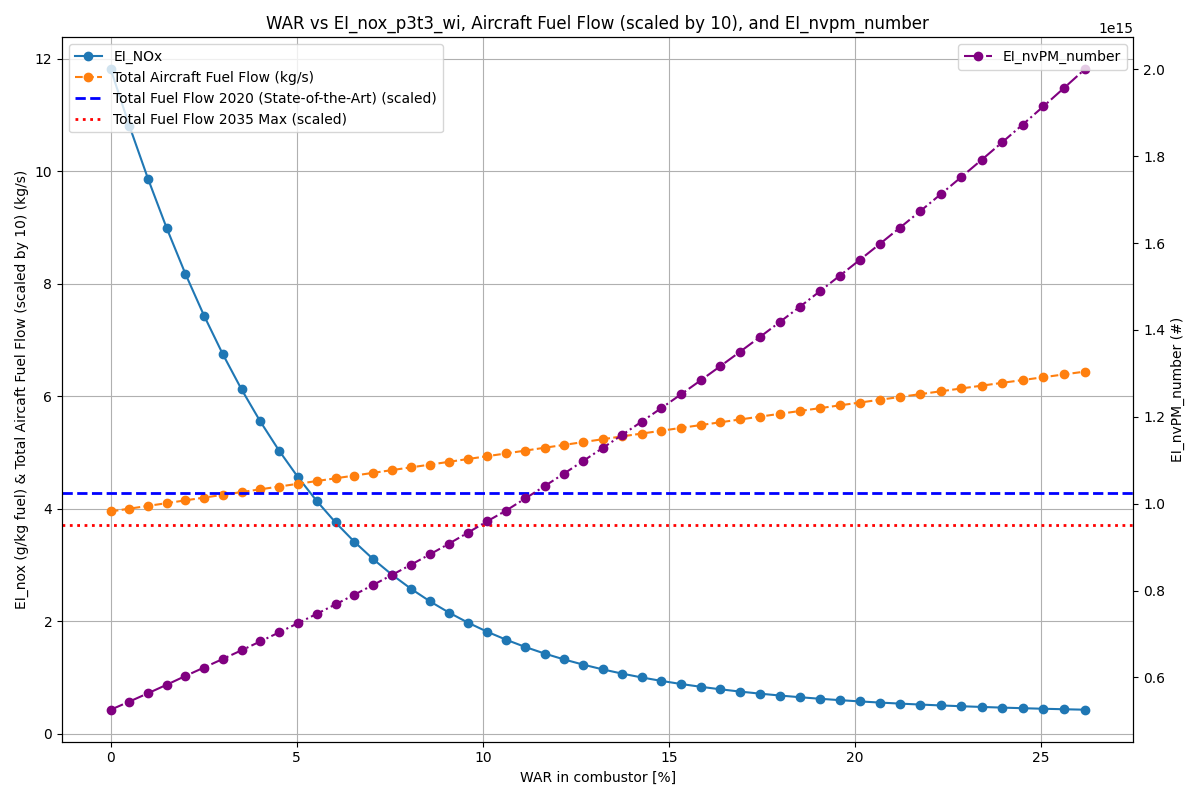 WAR vs EI_nox_p3t3_wi, Aircraft Fuel Flow (scaled by 10), and EI_nvpm_number
1e15
EI_NOx
Total Aircraft Fuel Flow (kg/s)
Total Fuel Flow 2020 (State-of-the-Art) (scaled)
Total Fuel Flow 2035 Max (scaled)
EI_nvPM_number
EI_nox (g/kg fuel) & Total Aircaft Fuel Flow (scaled by 10) (kg/s)
12
10
8
6
4
2
0
0
5
10
15
20
25
WAR in combustor [%]
2.0
1.8
1.6
1.4
1.2
1.0
0.8
0.6
EI_nvPM_number (#)